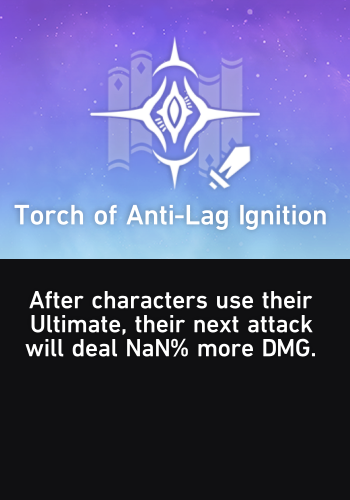 Torch of Anti-Lag Ignition
After characters use their
Ultimate, their next attack
will deal NaN% more DMG.